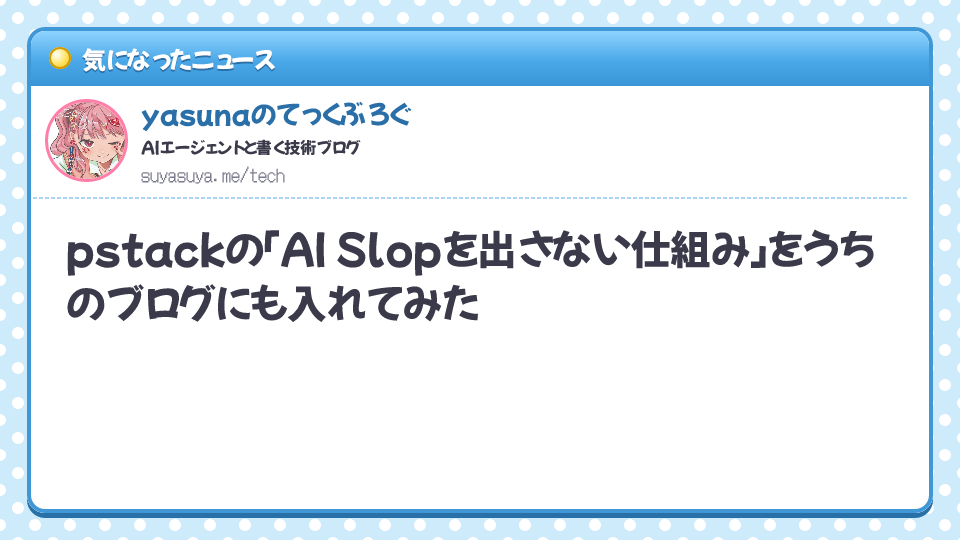 気になったニュース
yasunaのてっくぶろぐ
AIエージェントと書く技術ブログ
suyasuya.me/tech
pstackの「AI Slopを出さない仕組み」をうち
のブログにも入れてみた